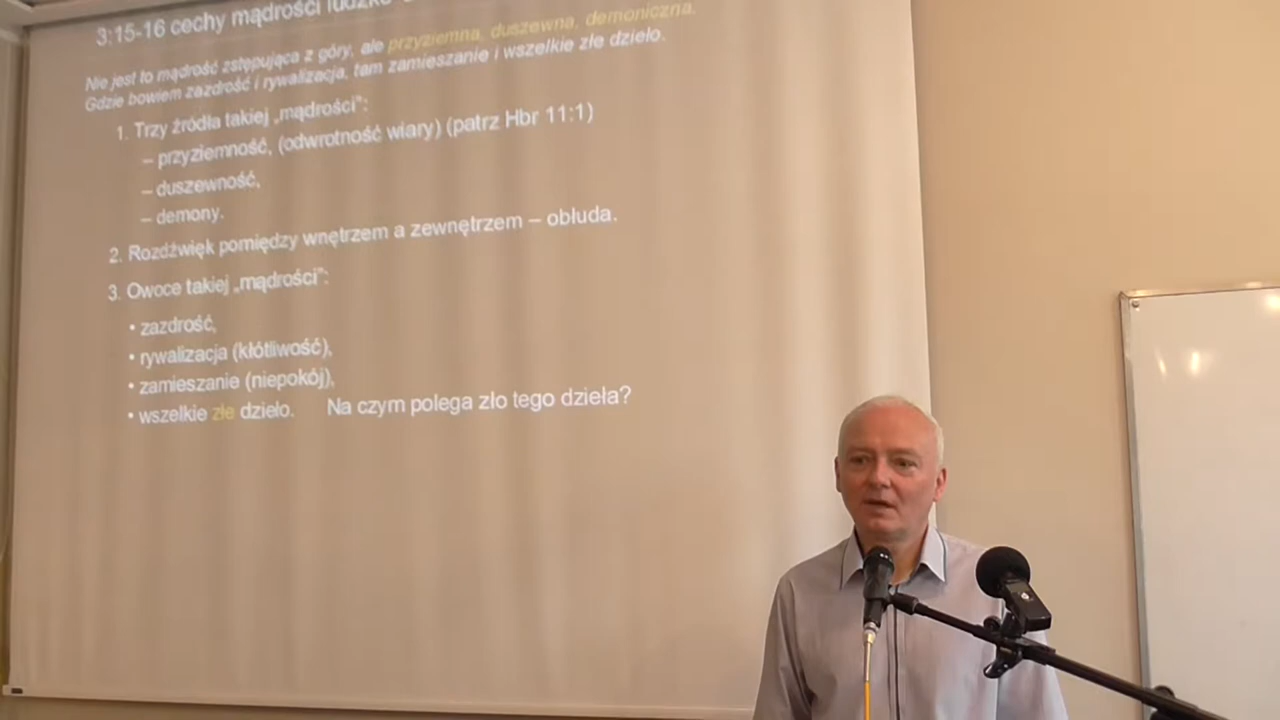 3:15-16 cechy mądrości
Nie jest to mądrość zstępująca z góry, ale przyziemna, duszewna, demoniczna.
Gdzie bowiem zazdrość i rywalizacja, tam zamieszanie i wszelkie złe dzieło.
1. Trzy źródła takiej „mądrości”:
– przyziemność, (odwrotność wiary) (patrz Hbr 11:1)
– duszewność,
– demony.
2. Rozdźwięk pomiędzy wnętrzem a zewnętrzem – obłuda.
3. Owoce takiej „mądrości”:
• zazdrość,
• rywalizacja (kłótliwość),
• zamieszanie (niepokój),
• wszelkie złe dzieło. Na czym polega zło tego dzieła?